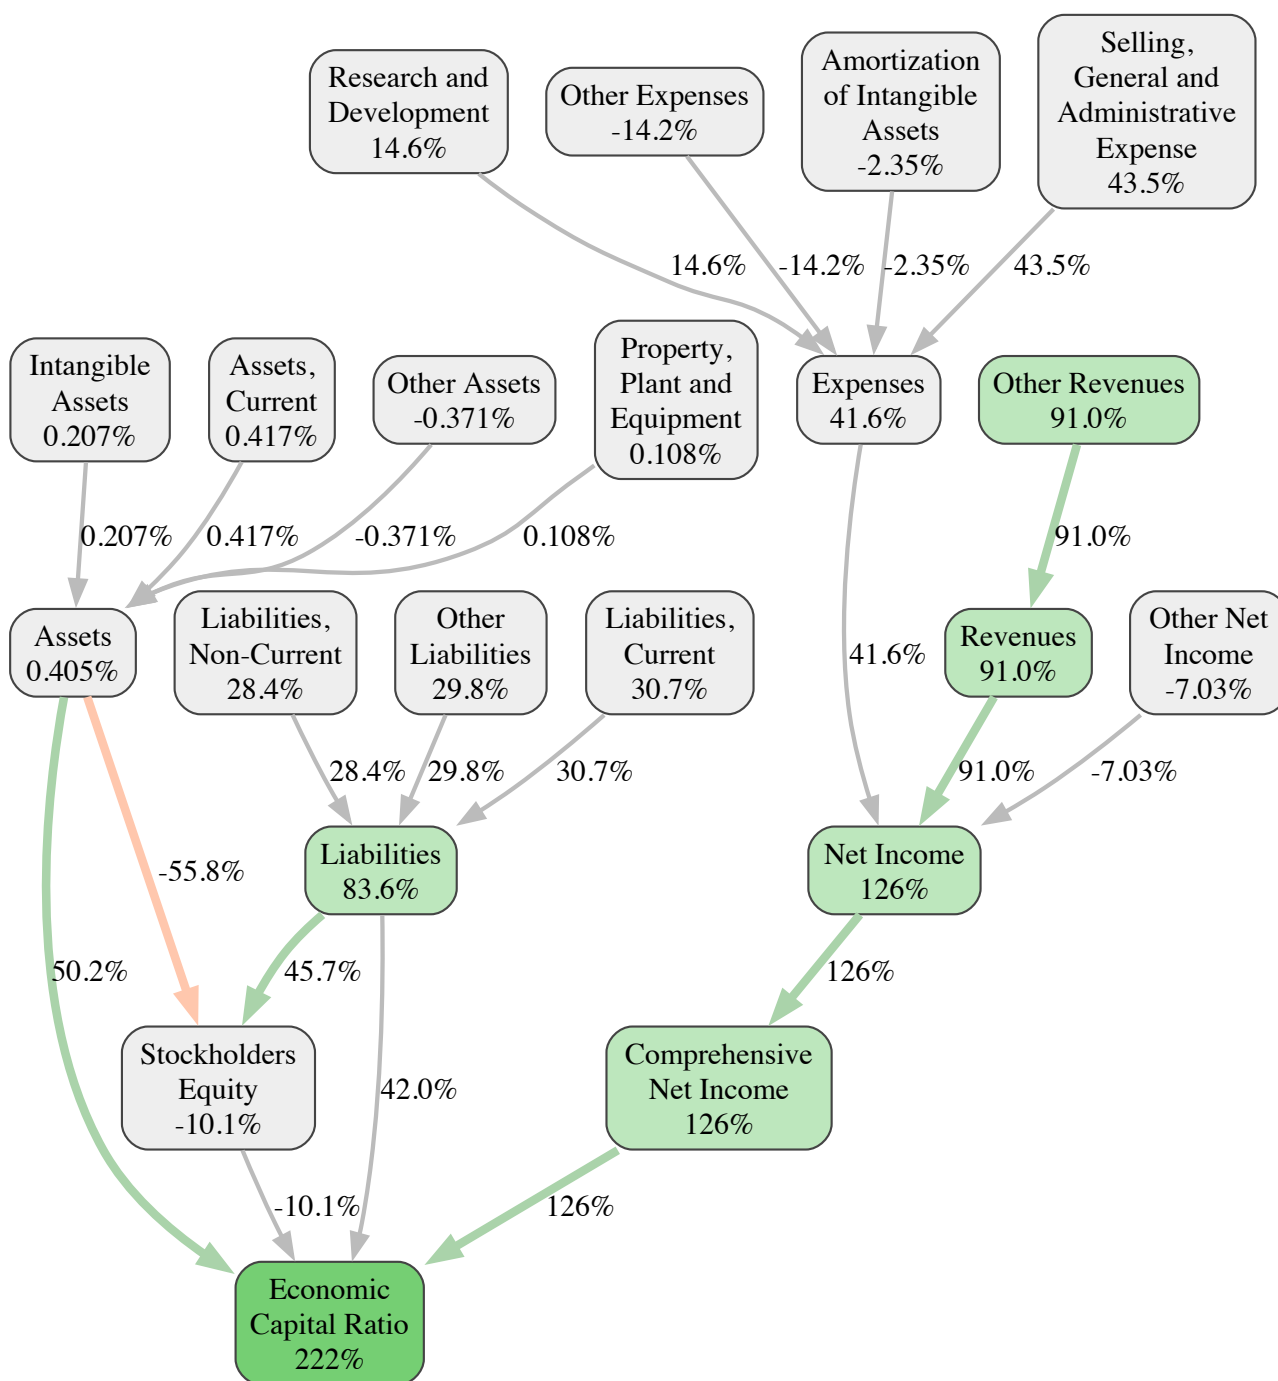 Research and
Development
14.6%
Other Expenses
-14.2%
Amortization
of Intangible
Assets
-2.35%
Selling,
General and
Administrative
Expense
43.5%
14.6%
-14.2%
-2.35%
43.5%
Intangible
Assets
0.207%
Assets,
Current
0.417%
Other Assets
-0.371%
Property,
Plant and
Equipment
0.108%
Expenses
41.6%
Other Revenues
91.0%
0.207%
0.417%
-0.371%
0.108%
91.0%
Assets
0.405%
Liabilities,
Non-Current
28.4%
Other
Liabilities
29.8%
Liabilities,
Current
30.7%
41.6%
Revenues
91.0%
Other Net
Income
-7.03%
28.4%
29.8%
30.7%
91.0%
-7.03%
-55.8%
Liabilities
83.6%
Net Income
126%
50.2%
45.7%
126%
Stockholders
Equity
-10.1%
42.0%
Comprehensive
Net Income
126%
-10.1%
126%
Economic
Capital Ratio
222%